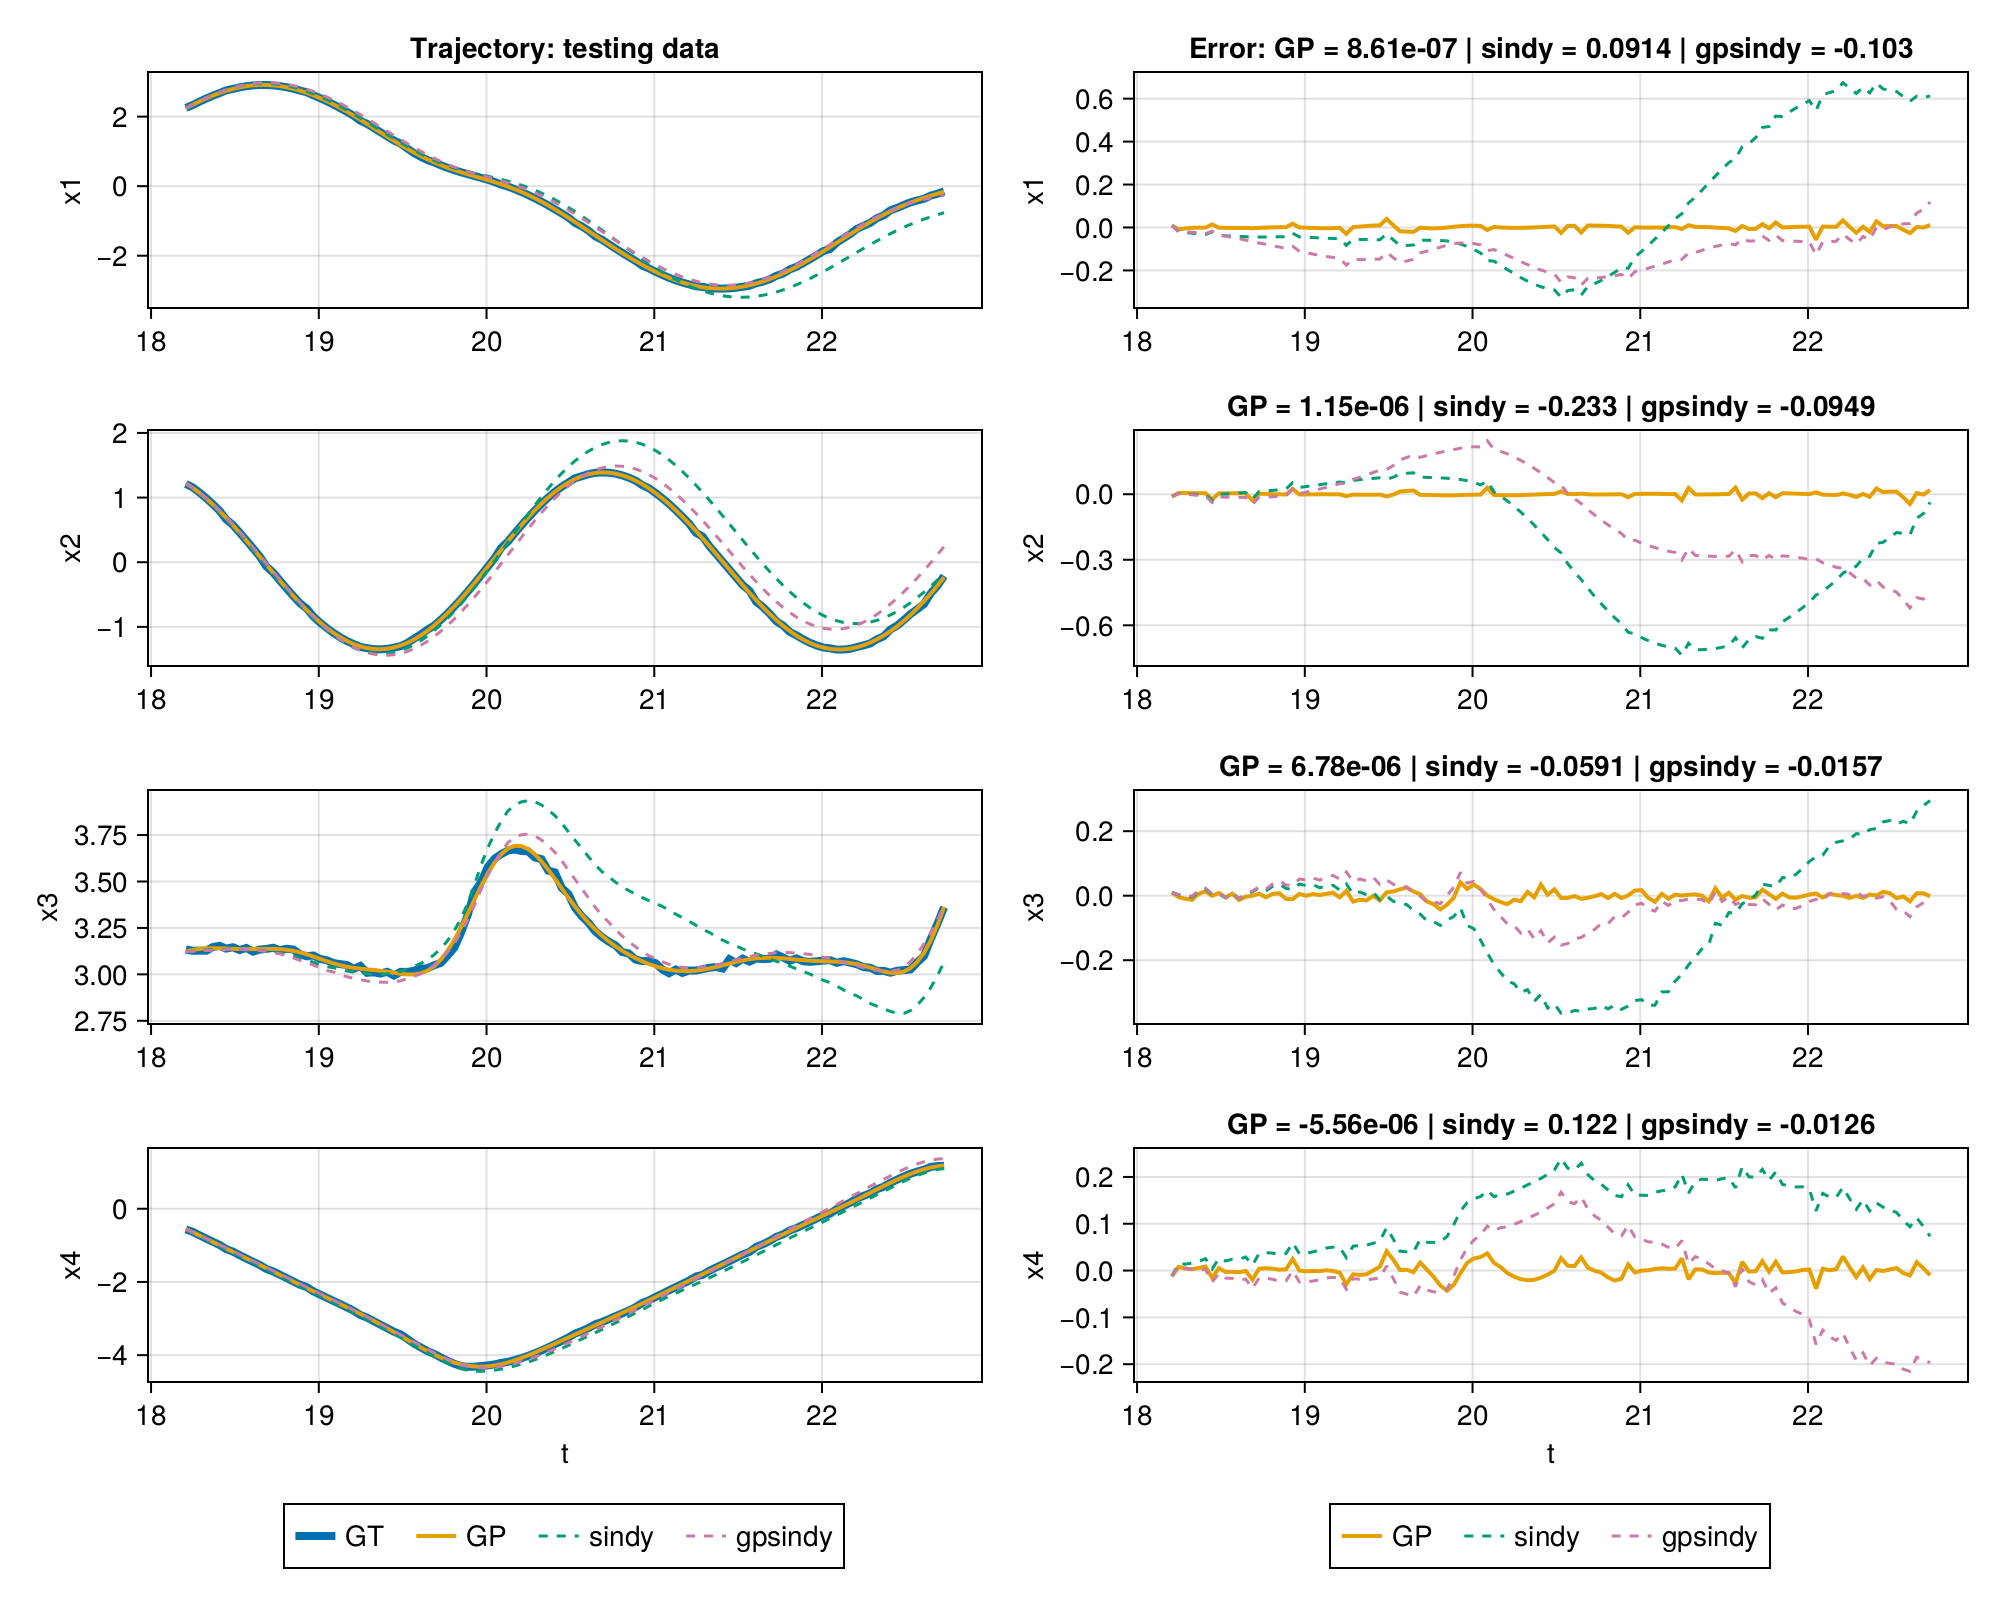 Trajectory: testing data
Error: GP = 8.61e-07 | sindy = 0.0914 | gpsindy = -0.103
x1
2
0
−2
18 19 20 21 22
x1
0.6
0.4
0.2
0.0
−0.2
18 19 20 21 22
GP = 1.15e-06 | sindy = -0.233 | gpsindy = -0.0949
x2
2
1
0
−1
18 19 20 21 22
x2
0.0
−0.3
−0.6
18 19 20 21 22
GP = 6.78e-06 | sindy = -0.0591 | gpsindy = -0.0157
x3
3.75
3.50
3.25
3.00
2.75
18 19 20 21 22
x3
0.2
0.0
−0.2
18 19 20 21 22
GP = -5.56e-06 | sindy = 0.122 | gpsindy = -0.0126
x4
0
−2
−4
18 19 20 21 22
t
x4
0.2
0.1
0.0
−0.1
−0.2
18 19 20 21 22
t
GT GP sindy gpsindy
GP sindy gpsindy